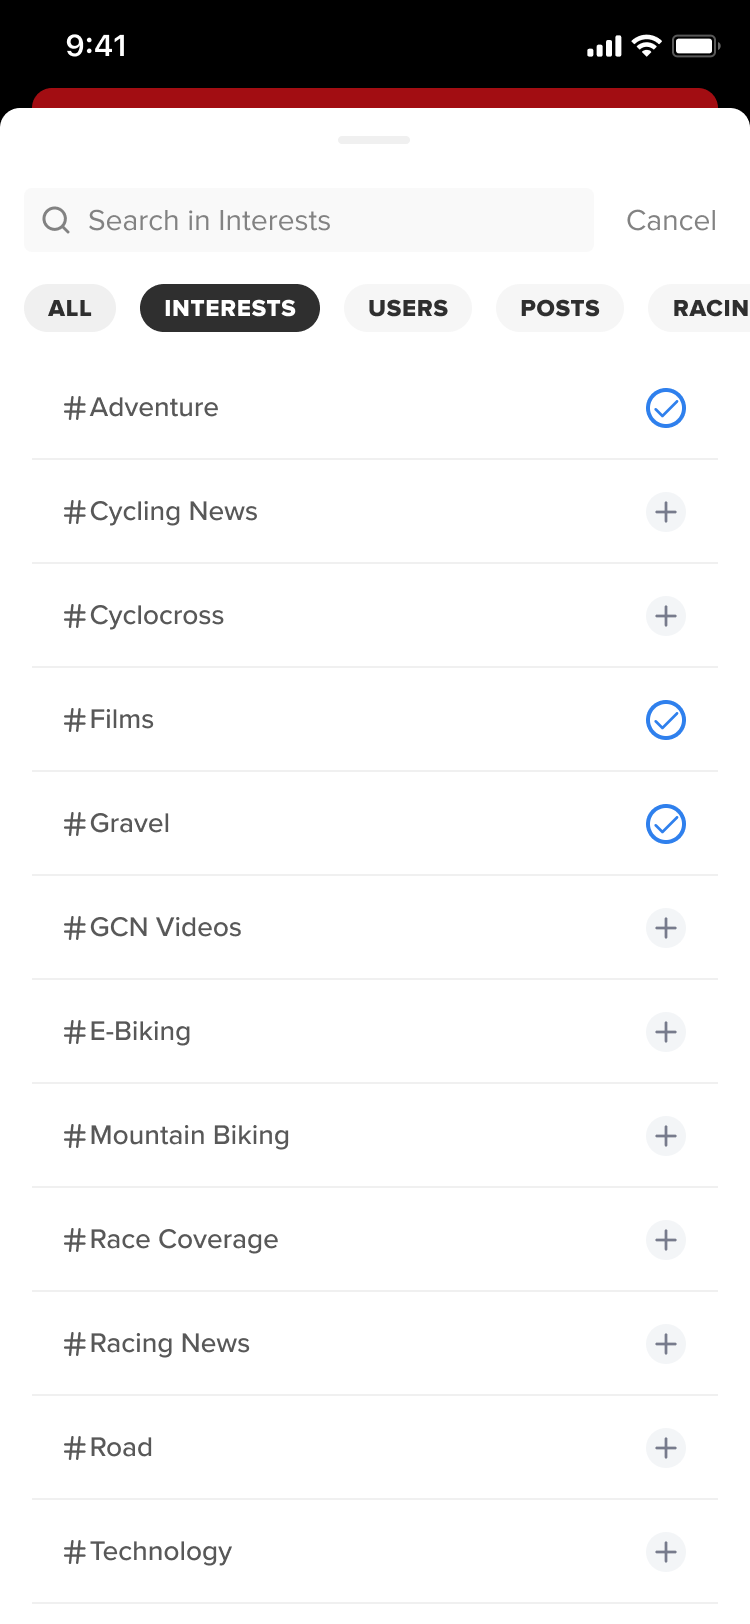 9:41
Search in Interests
Cancel
ALL INTERESTS USERS POSTS RACIN
#Adventure
#Cycling News
#Cyclocross
#Films
#Gravel
#GCN Videos
#E-Biking
#Mountain Biking
#Race Coverage
#Racing News
#Road
#Technology